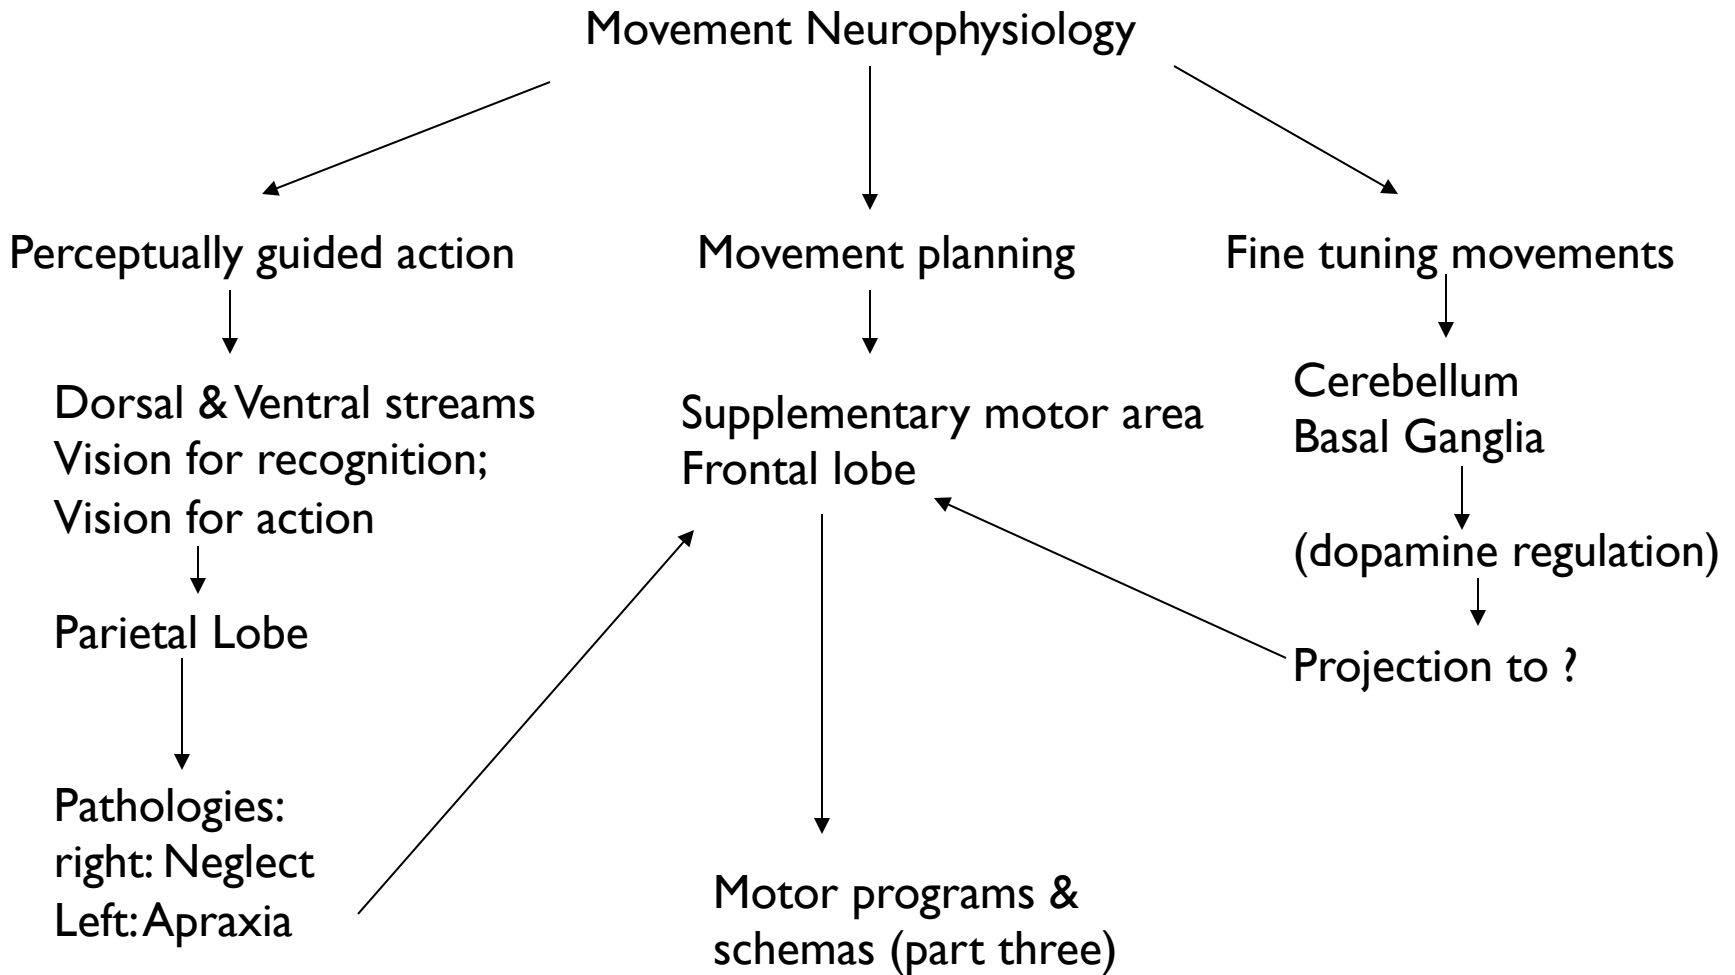 Movement Neurophysiology
Perceptually guided action
Movement planning
Fine tuning movements
Dorsal & Ventral streams
Vision for recognition;
Vision for action
Supplementary motor area
Frontal lobe
Cerebellum
Basal Ganglia
(dopamine regulation)
Parietal Lobe
Projection to ?
Pathologies:
right: Neglect
Left: Apraxia
Motor programs &
schemas (part three)